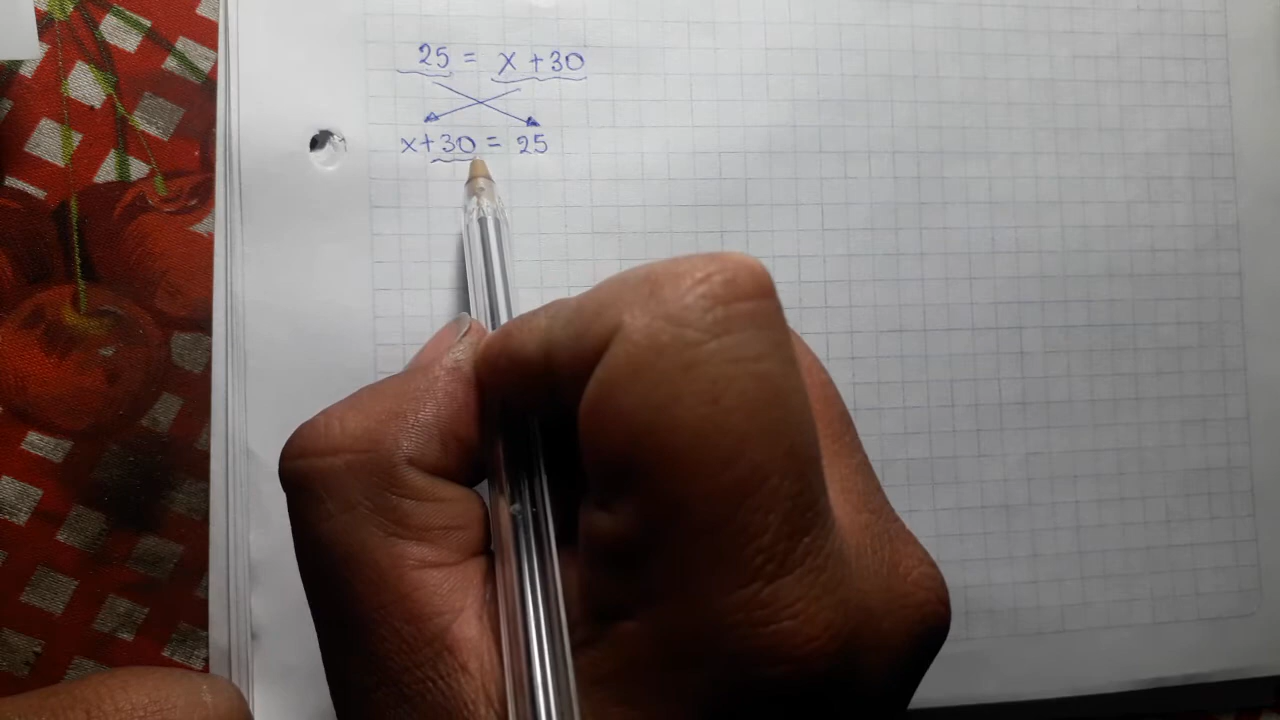 25 = x + 30
x + 30 = 25